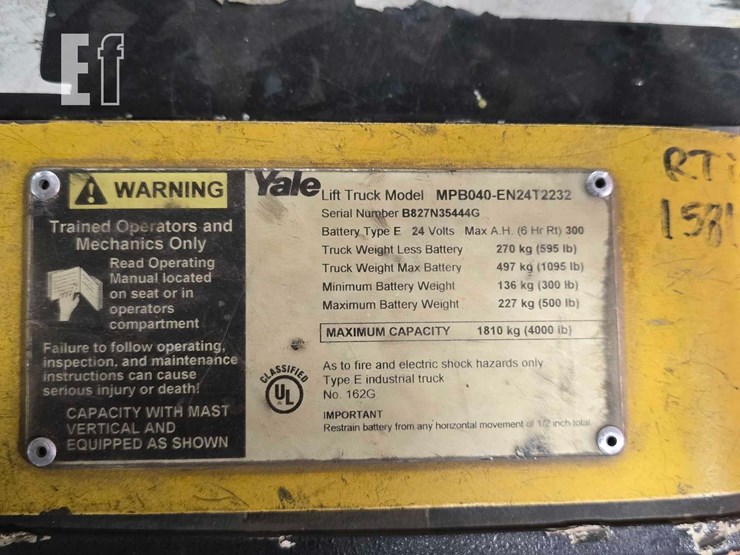 Ef
WARNING
Trained Operators and
Mechanics Only
Read Operating
Manual located
on seat or in
operators
compartment
Failure to follow operating,
inspection, and maintenance
instructions can cause
serious injury or death!
CAPACITY WITH MAST
VERTICAL AND
EQUIPPED AS SHOWN
Yale Lift Truck Model MPB040-EN24T2232
Serial Number B827N35444G
Battery Type E 24 Volts Max A.H. (6 Hr Rt) 300
Truck Weight Less Battery 270 kg (595 lb)
Truck Weight Max Battery 497 kg (1095 lb)
Minimum Battery Weight 136 kg (300 lb)
Maximum Battery Weight 227 kg (500 lb)
MAXIMUM CAPACITY 1810 kg (4000 lb)
CLASSIFIED
UL
As to fire and electric shock hazards only
Type E industrial truck
No. 162G
IMPORTANT
Restrain battery from any horizontal movement of 1/2 inch total
RT
158